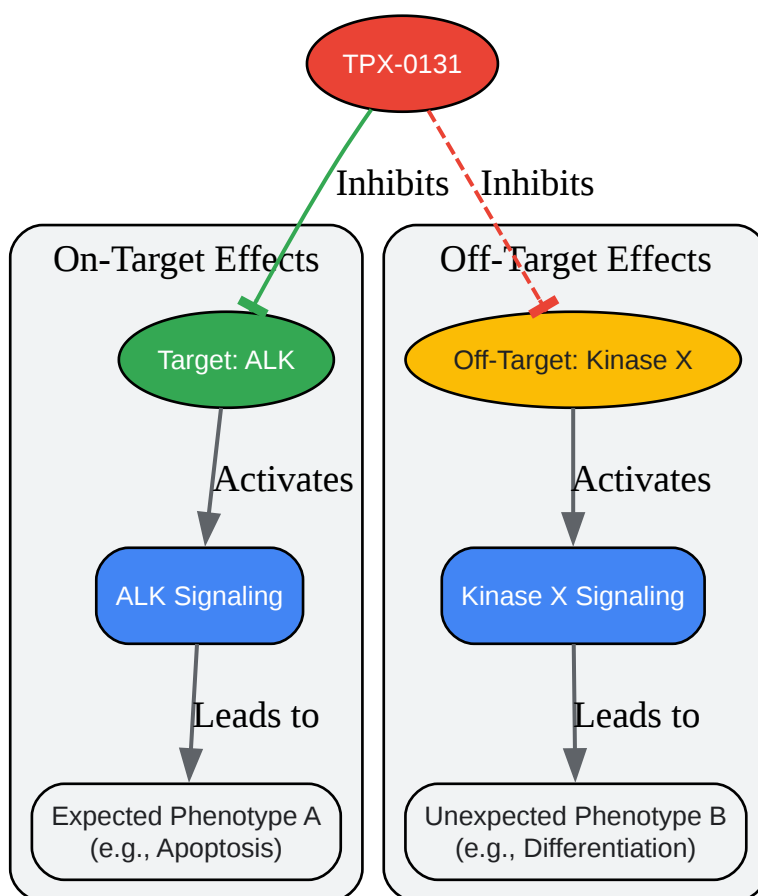 TPX-0131
Inhibits
Inhibits
On-Target Effects
Off-Target Effects
Target: ALK
Off-Target: Kinase X
Activates
Activates
ALK Signaling
Kinase X Signaling
Leads to
Leads to
Expected Phenotype A
(e.g., Apoptosis)
Unexpected Phenotype B
(e.g., Differentiation)